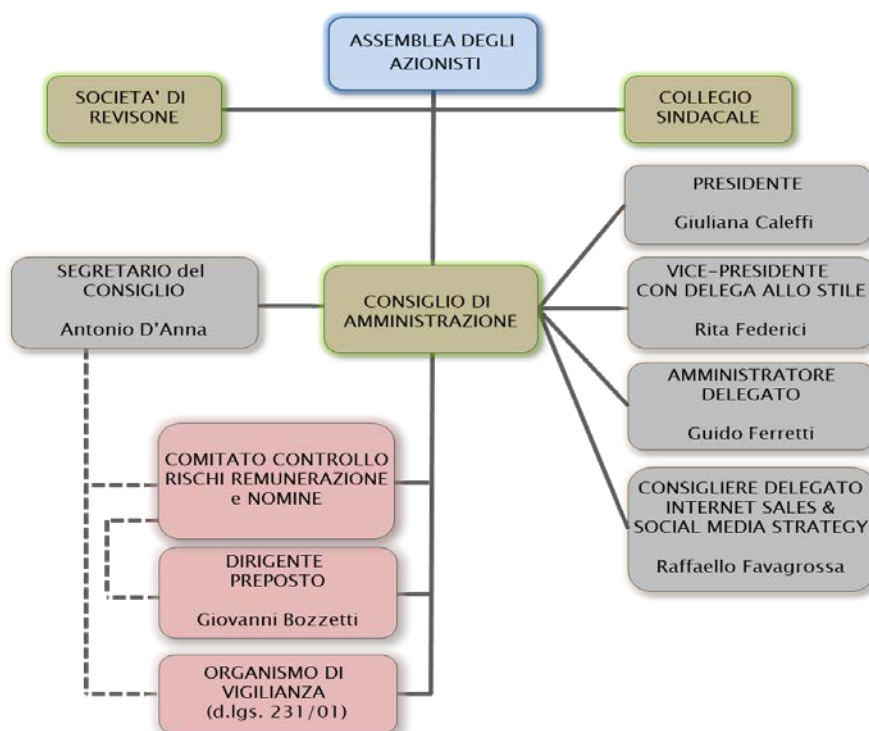 ASSEMBLEA DEGLI
AZIONISTI
SOCIETA' DI
REVISONE
COLLEGIO
SINDACALE
PRESIDENTE
Giuliana Caleffi
SEGRETARIO del
CONSIGLIO
Antonio D'Anna
CONSIGLIO DI
AMMINISTRAZIONE
VICE-PRESIDENTE
CON DELEGA ALLO STILE
Rita Federici
AMMINISTRATORE
DELEGATO
Guido Ferretti
COMITATO CONTROLLO
RISCHI REMUNERAZIONE
e NOMINE
CONSIGLIERE DELEGATO
INTERNET SALES &
SOCIAL MEDIA STRATEGY
Raffaello Favagrossa
DIRIGENTE
PREPOSTO
Giovanni Bozzetti
ORGANISMO DI
VIGILANZA
(d.lgs. 231/01)